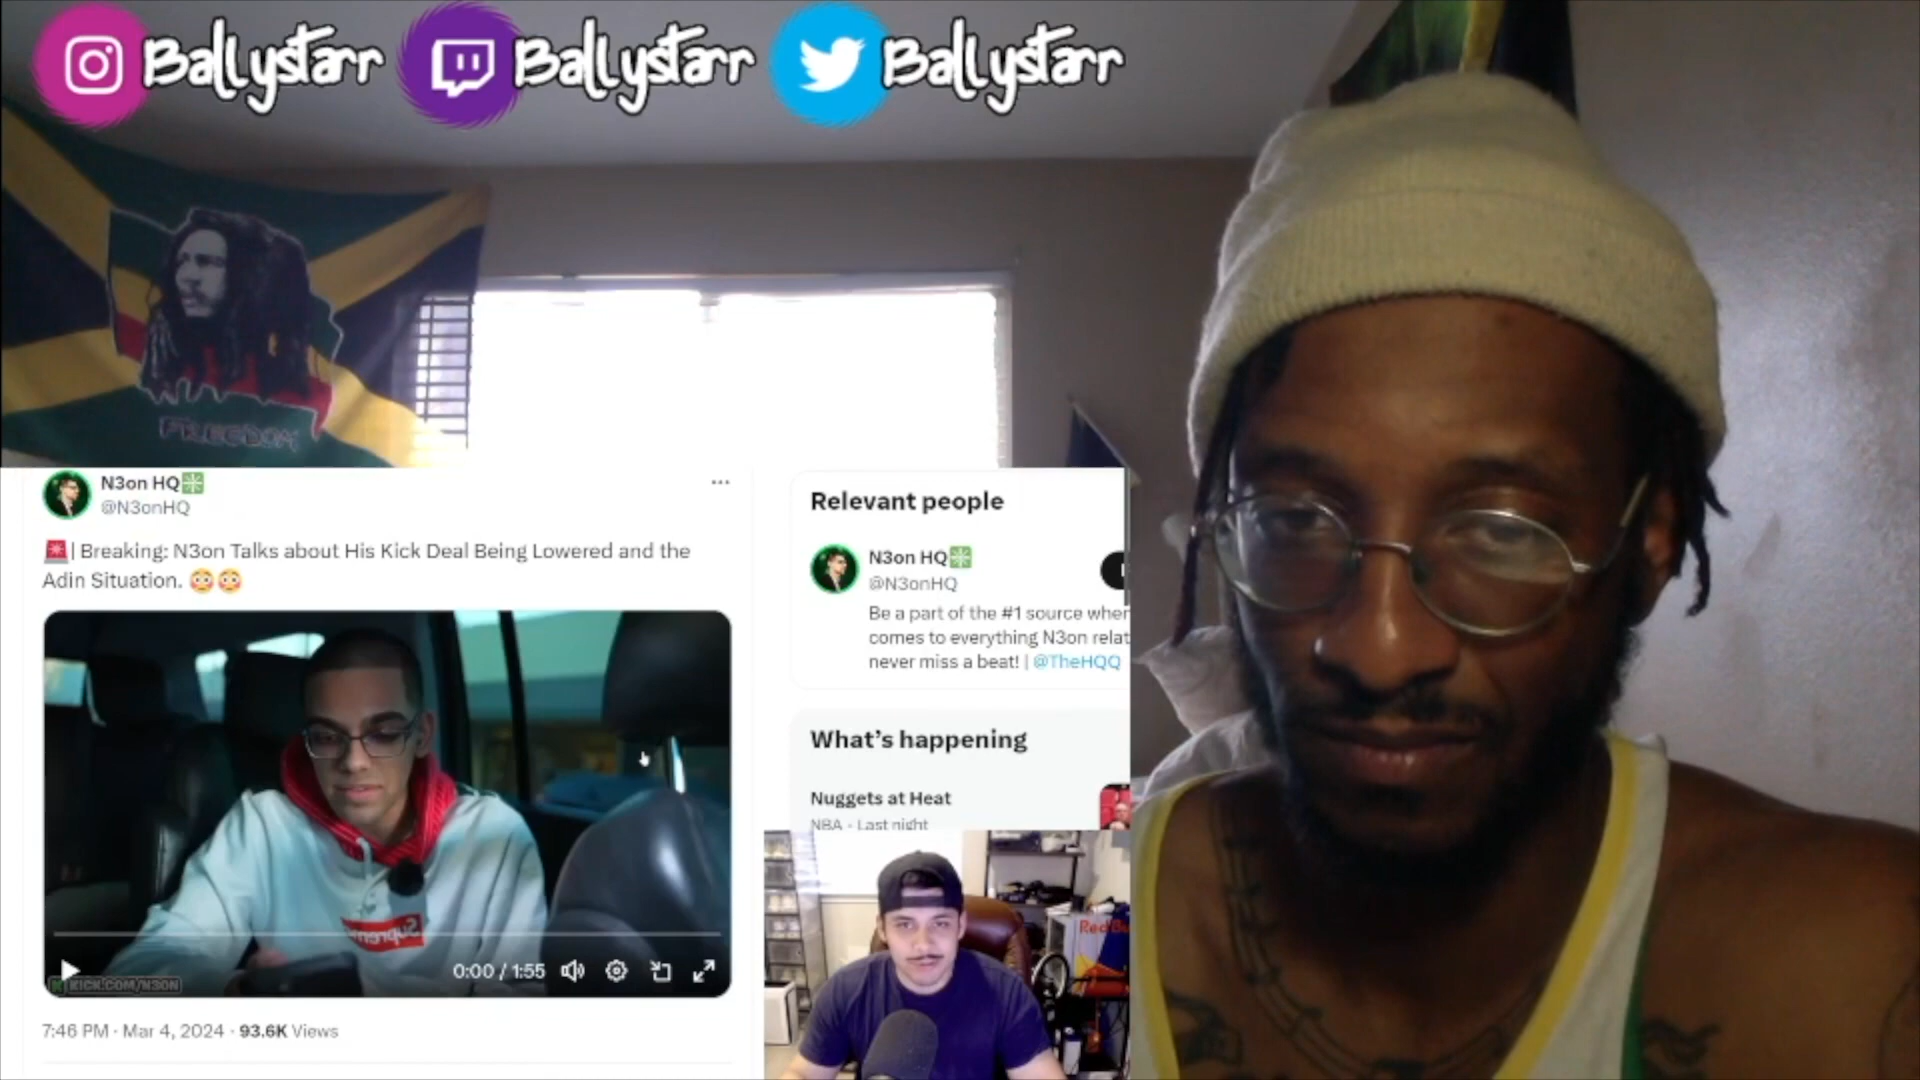 Ballystarr Ballystarr Ballystarr
FREEDOM
N3on HQ
@N3onHQ
| Breaking: N3on Talks about His Kick Deal Being Lowered and the
Adin Situation.
Supreme
0:00 / 1:55
KICK.COM/N3ON
7:46 PM · Mar 4, 2024 · 93.6K Views
Relevant people
N3on HQ
@N3onHQ
Be a part of the #1 source when
comes to everything N3on relat
never miss a beat! | @TheHQQ
What's happening
Nuggets at Heat
NBA · Last night
Red Bu